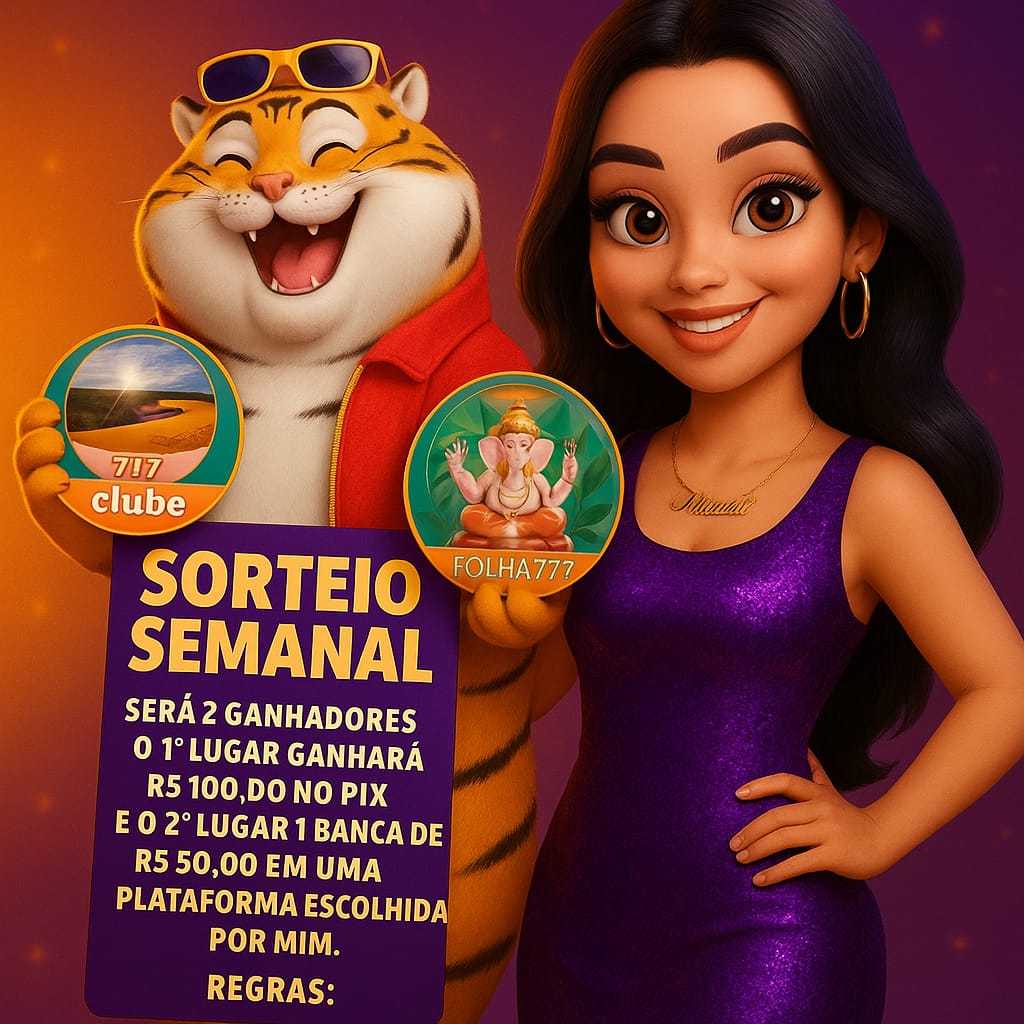 7!7
clube
FOLHA777
SORTEIO
SEMANAL
SERÁ 2 GANHADORES
O 1° LUGAR GANHARÁ
R5 100,DO NO PIX
E O 2° LUGAR 1 BANCA DE
R5 50,00 EM UMA
PLATAFORMA ESCOLHIDA
POR MIM.
REGRAS: